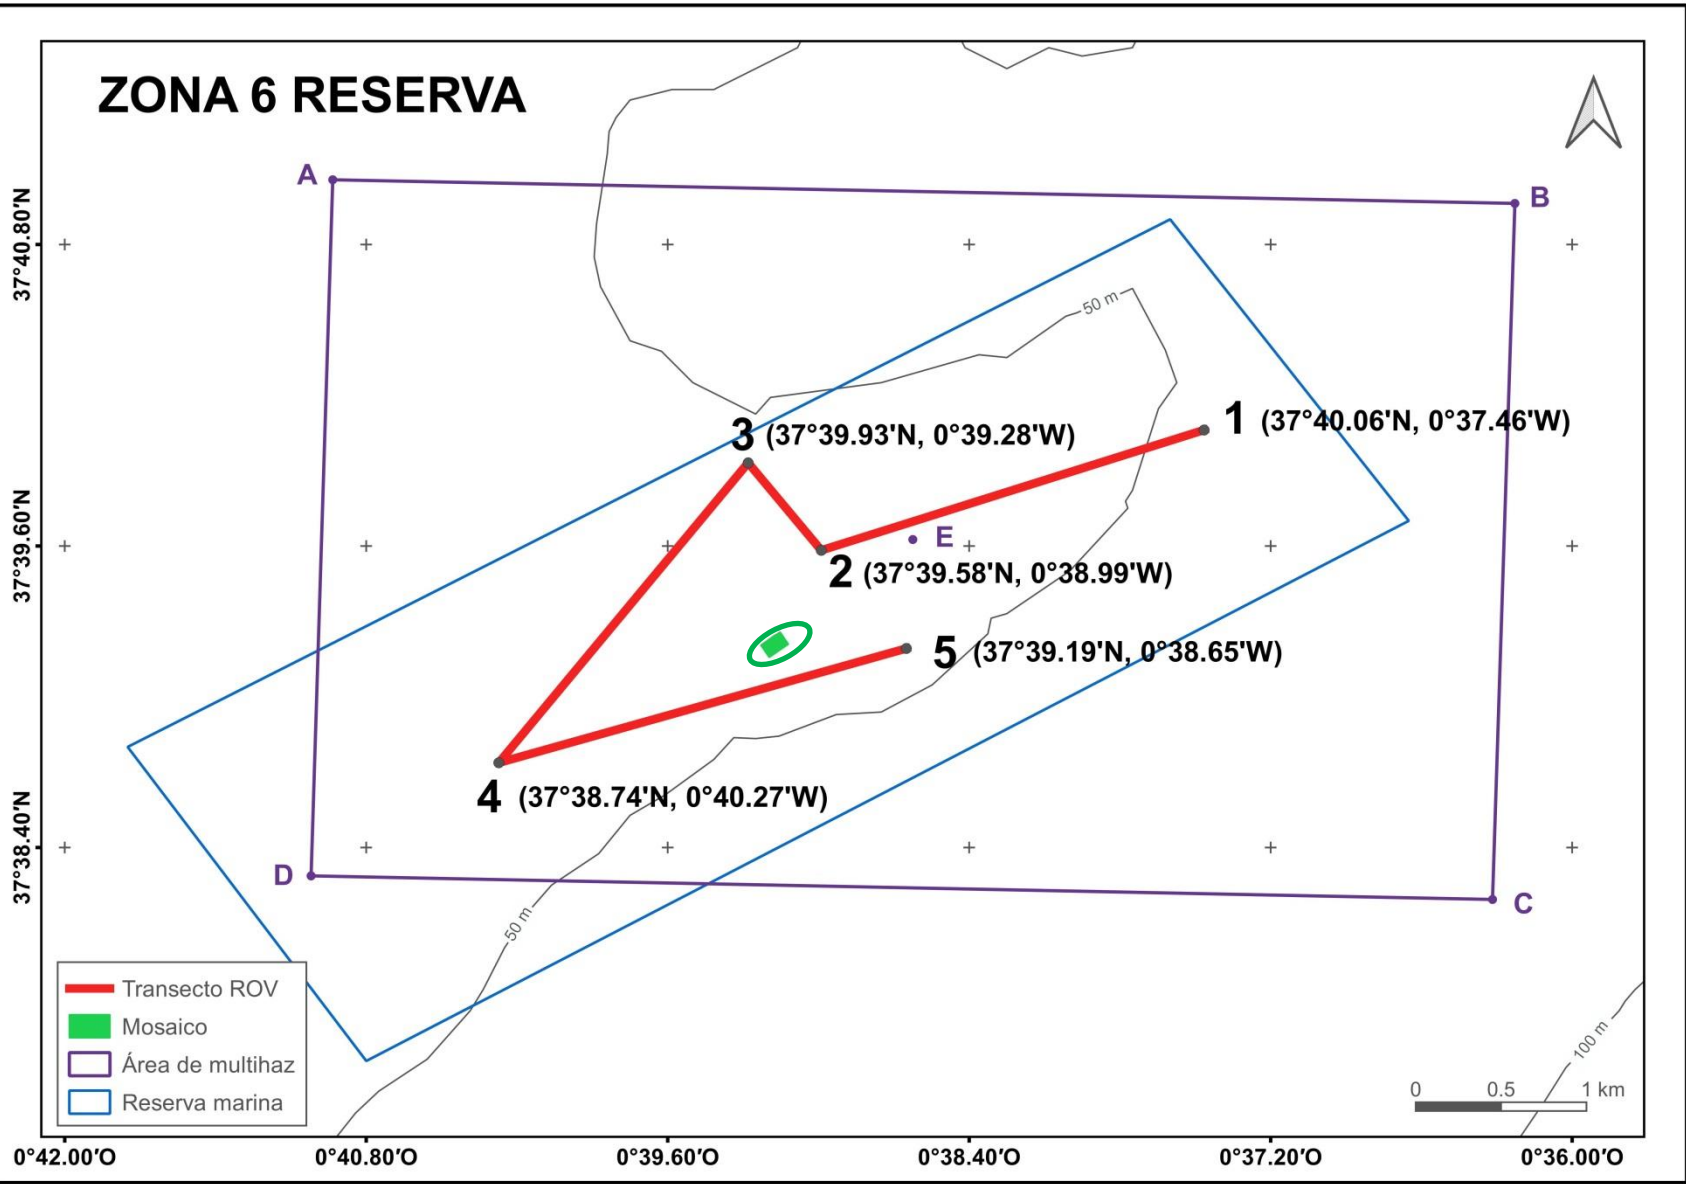 ZONA 6 RESERVA
A
B
37°40.80'N
50 m
1 (37°40.06'N, 0°37.46'W)
3 (37°39.93'N, 0°39.28'W)
E
37°39.60'N
2 (37°39.58'N, 0°38.99'W)
5 (37°39.19'N, 0°38.65'W)
4 (37°38.74'N, 0°40.27'W)
37°38.40'N
D
C
50 m
Transecto ROV
Mosaico
Área de multihaz
Reserva marina
100 m
0 0.5 1 km
0°42.00'O 0°40.80'O 0°39.60'O 0°38.40'O 0°37.20'O 0°36.00'O